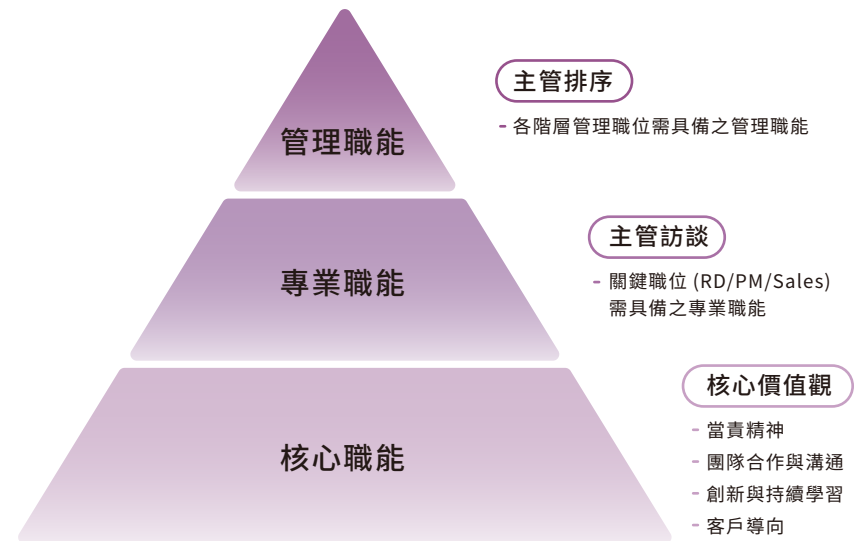 管理職能
主管排序
- 各階層管理職位需具備之管理職能
專業職能
主管訪談
- 關鍵職位 (RD/PM/Sales)
需具備之專業職能
核心職能
核心價值觀
- 當責精神
- 團隊合作與溝通
- 創新與持續學習
- 客戶導向